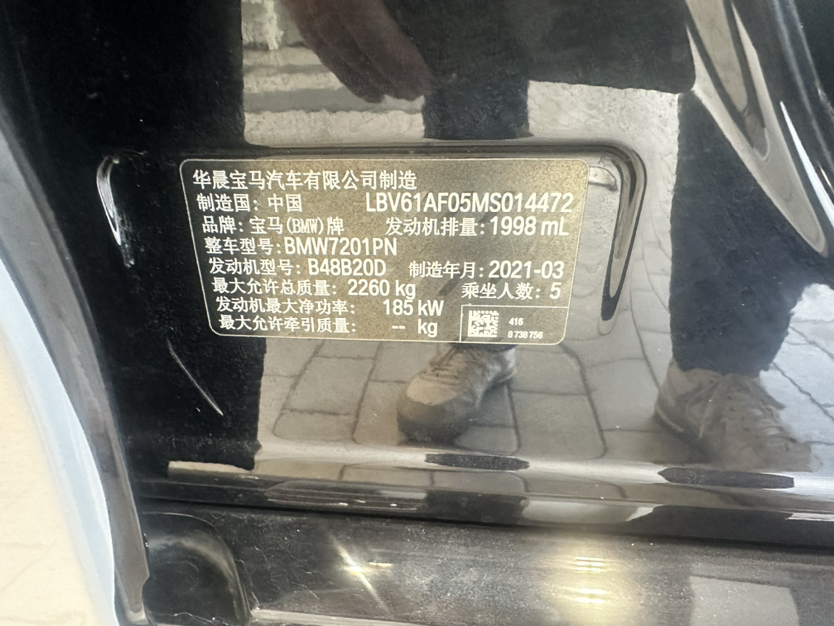 华晨宝马汽车有限公司制造
制造国: 中国 LBV61AF05MS014472
品牌: 宝马(BMW)牌 发动机排量: 1998 mL
整车型号: BMW7201PN
发动机型号: B48B20D 制造年月: 2021-03
最大允许总质量: 2260 kg 乘坐人数: 5
发动机最大净功率: 185 kW
最大允许牵引质量: -- kg
416
8 738 756